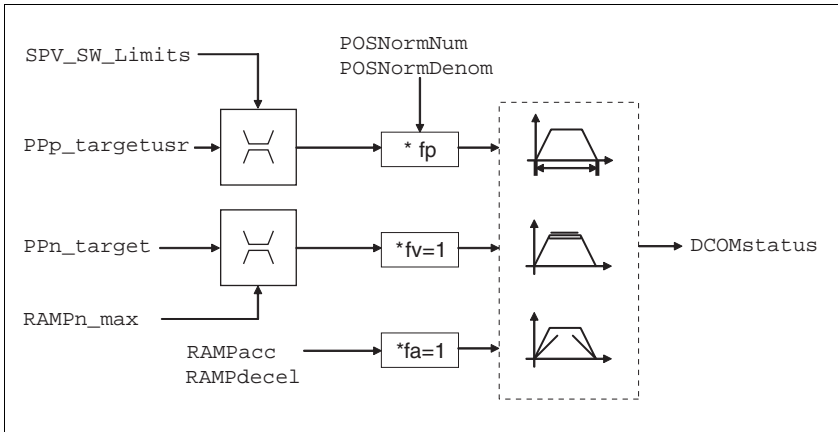 SPV_SW_Limits
POSNormNum
POSNormDenom
PPp_targetusr
* fp
PPn_target
*fv=1
DCOMstatus
RAMPn_max
RAMPacc
RAMPdecel
*fa=1